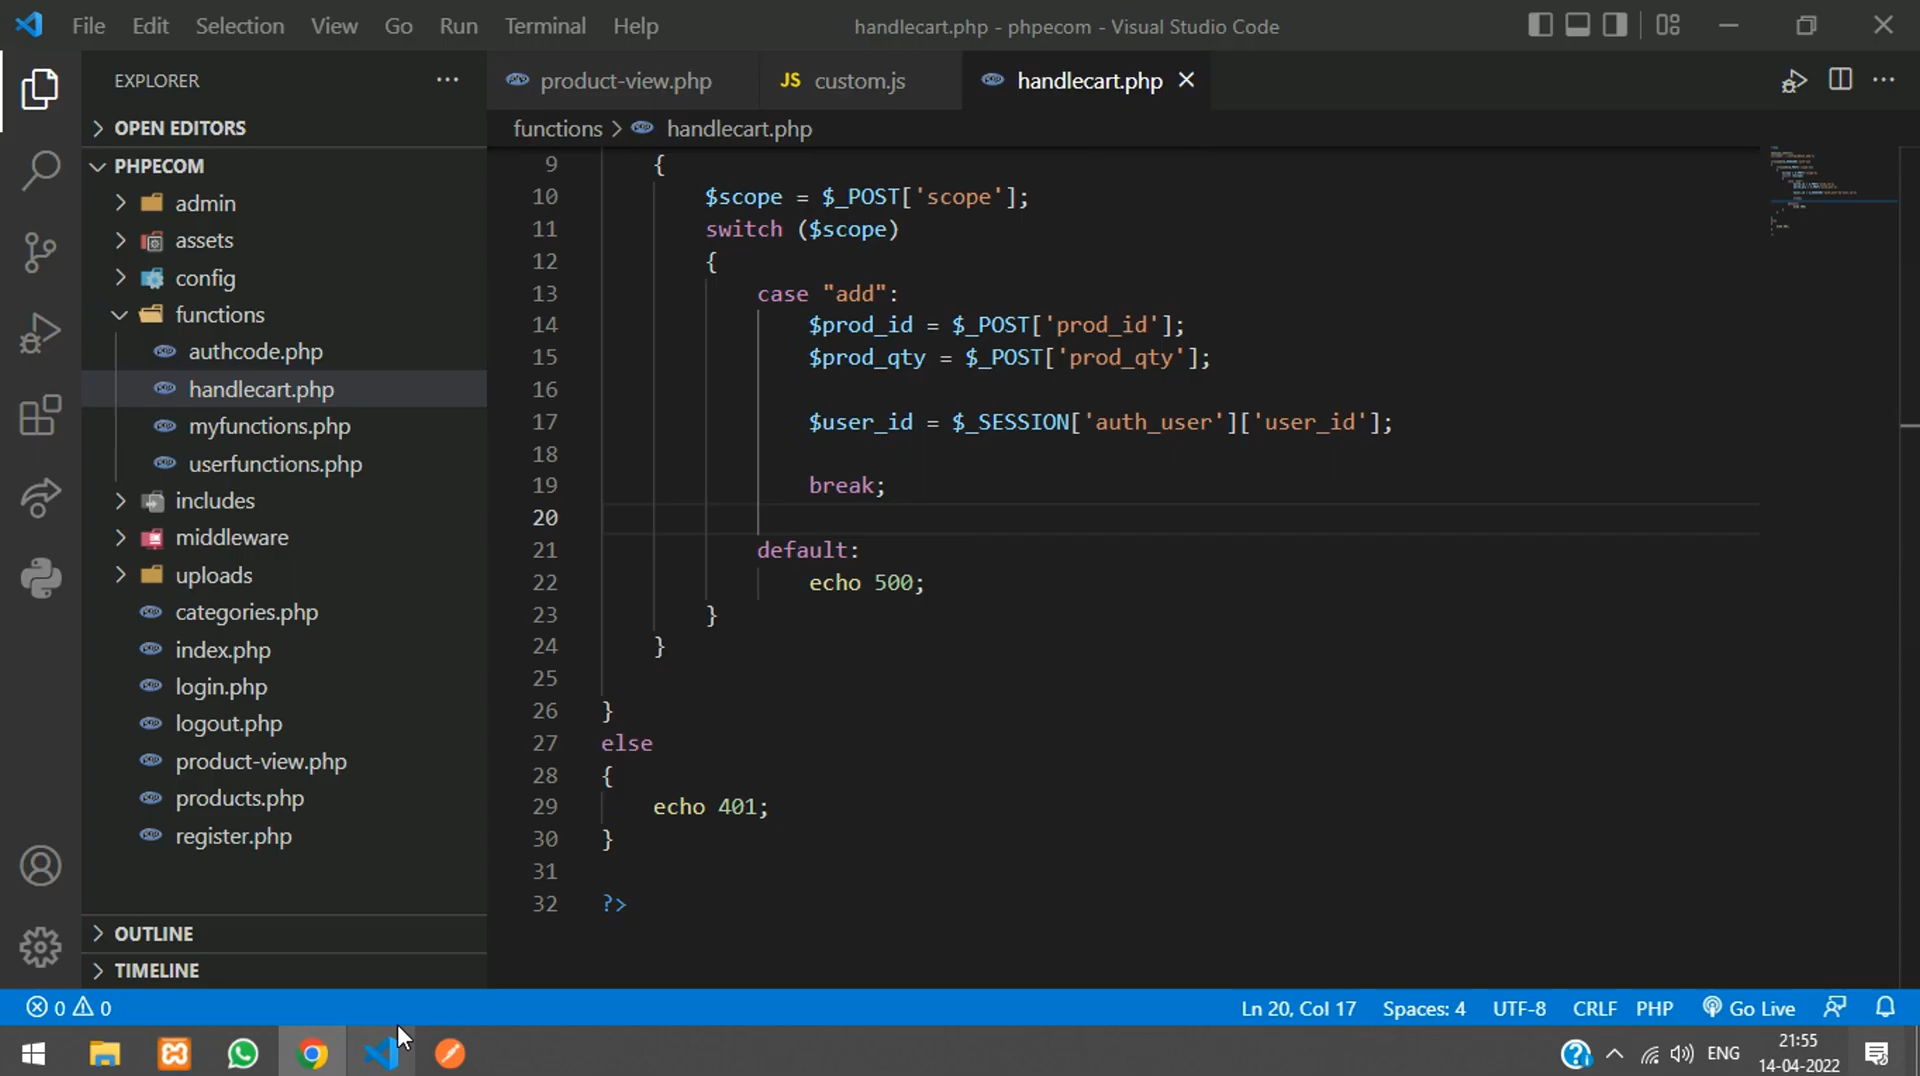 File Edit Selection View Go Run Terminal Help
handlecart.php - phpecom - Visual Studio Code
EXPLORER
OPEN EDITORS
PHPECOM
admin
assets
config
functions
authcode.php
handlecart.php
myfunctions.php
userfunctions.php
includes
middleware
uploads
categories.php
index.php
login.php
logout.php
product-view.php
products.php
register.php
OUTLINE
TIMELINE
product-view.php
JS custom.js
handlecart.php
functions > handlecart.php
9 {
10 $scope = $_POST['scope'];
11 switch ($scope)
12 {
13 case "add":
14 $prod_id = $_POST['prod_id'];
15 $prod_qty = $_POST['prod_qty'];
16
17 $user_id = $_SESSION['auth_user']['user_id'];
18
19 break;
20
21 default:
22 echo 500;
23 }
24 }
25
26 }
27 else
28 {
29 echo 401;
30 }
31
32 ?>
0 0
Ln 20, Col 17 Spaces: 4 UTF-8 CRLF PHP Go Live
ENG
21:55
14-04-2022